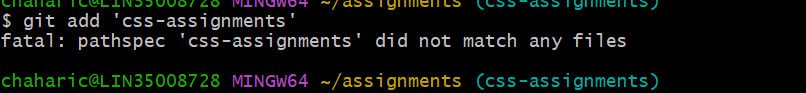 chaharic@LIN35008728 MINGW64 ~/assignments (css-assignments)
$ git add 'css-assignments'
fatal: pathspec 'css-assignments' did not match any files
chaharic@LIN35008728 MINGW64 ~/assignments (css-assignments)